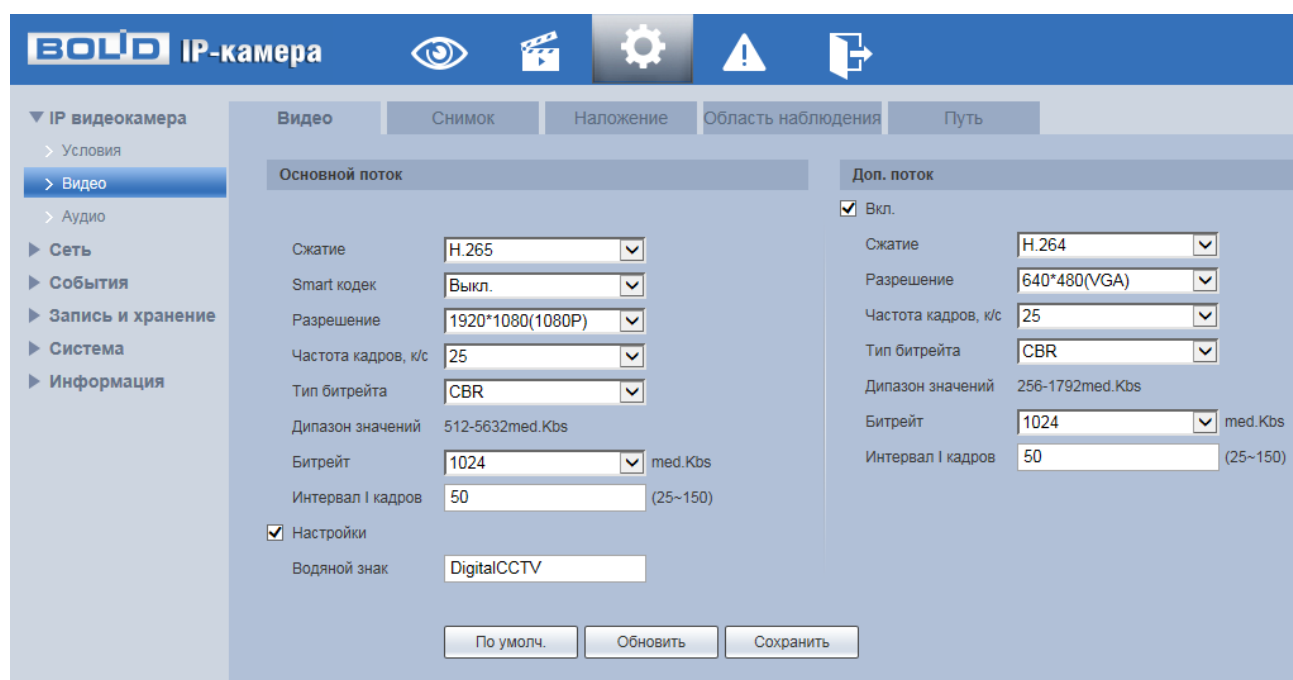 BOLID IP-камера
IP видеокамера
Условия
Видео
Аудио
Сеть
События
Запись и хранение
Система
Информация
Видео Снимок Наложение Область наблюдения Путь
Основной поток
Сжатие H.265
Smart кодек Выкл.
Разрешение 1920*1080(1080P)
Частота кадров, к/с 25
Тип битрейта CBR
Дипазон значений 512-5632med.Kbs
Битрейт 1024 med.Kbs
Интервал I кадров 50 (25~150)
Настройки
Водяной знак DigitalCCTV
Доп. поток
Вкл.
Сжатие H.264
Разрешение 640*480(VGA)
Частота кадров, к/с 25
Тип битрейта CBR
Дипазон значений 256-1792med.Kbs
Битрейт 1024 med.Kbs
Интервал I кадров 50 (25~150)
По умолч. Обновить Сохранить